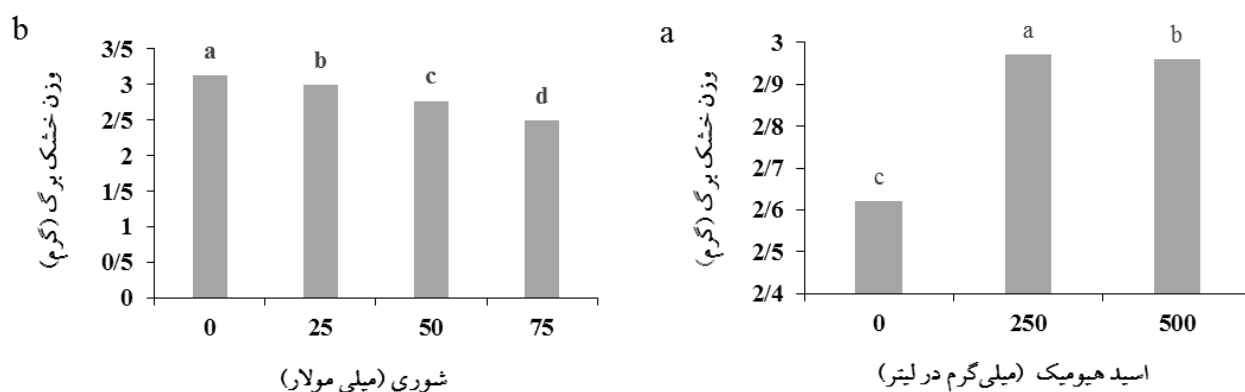 b
وزن خشک برگ (گرم)
3/5
3
2/5
2
1/5
1
0/5
0
a
b
c
d
0 25 50 75
شوری (میلی مولار)
a
وزن خشک برگ (گرم)
3
2/9
2/8
2/7
2/6
2/5
2/4
c
a
b
0 250 500
اسید هیومیک (میلی‌گرم در لیتر)